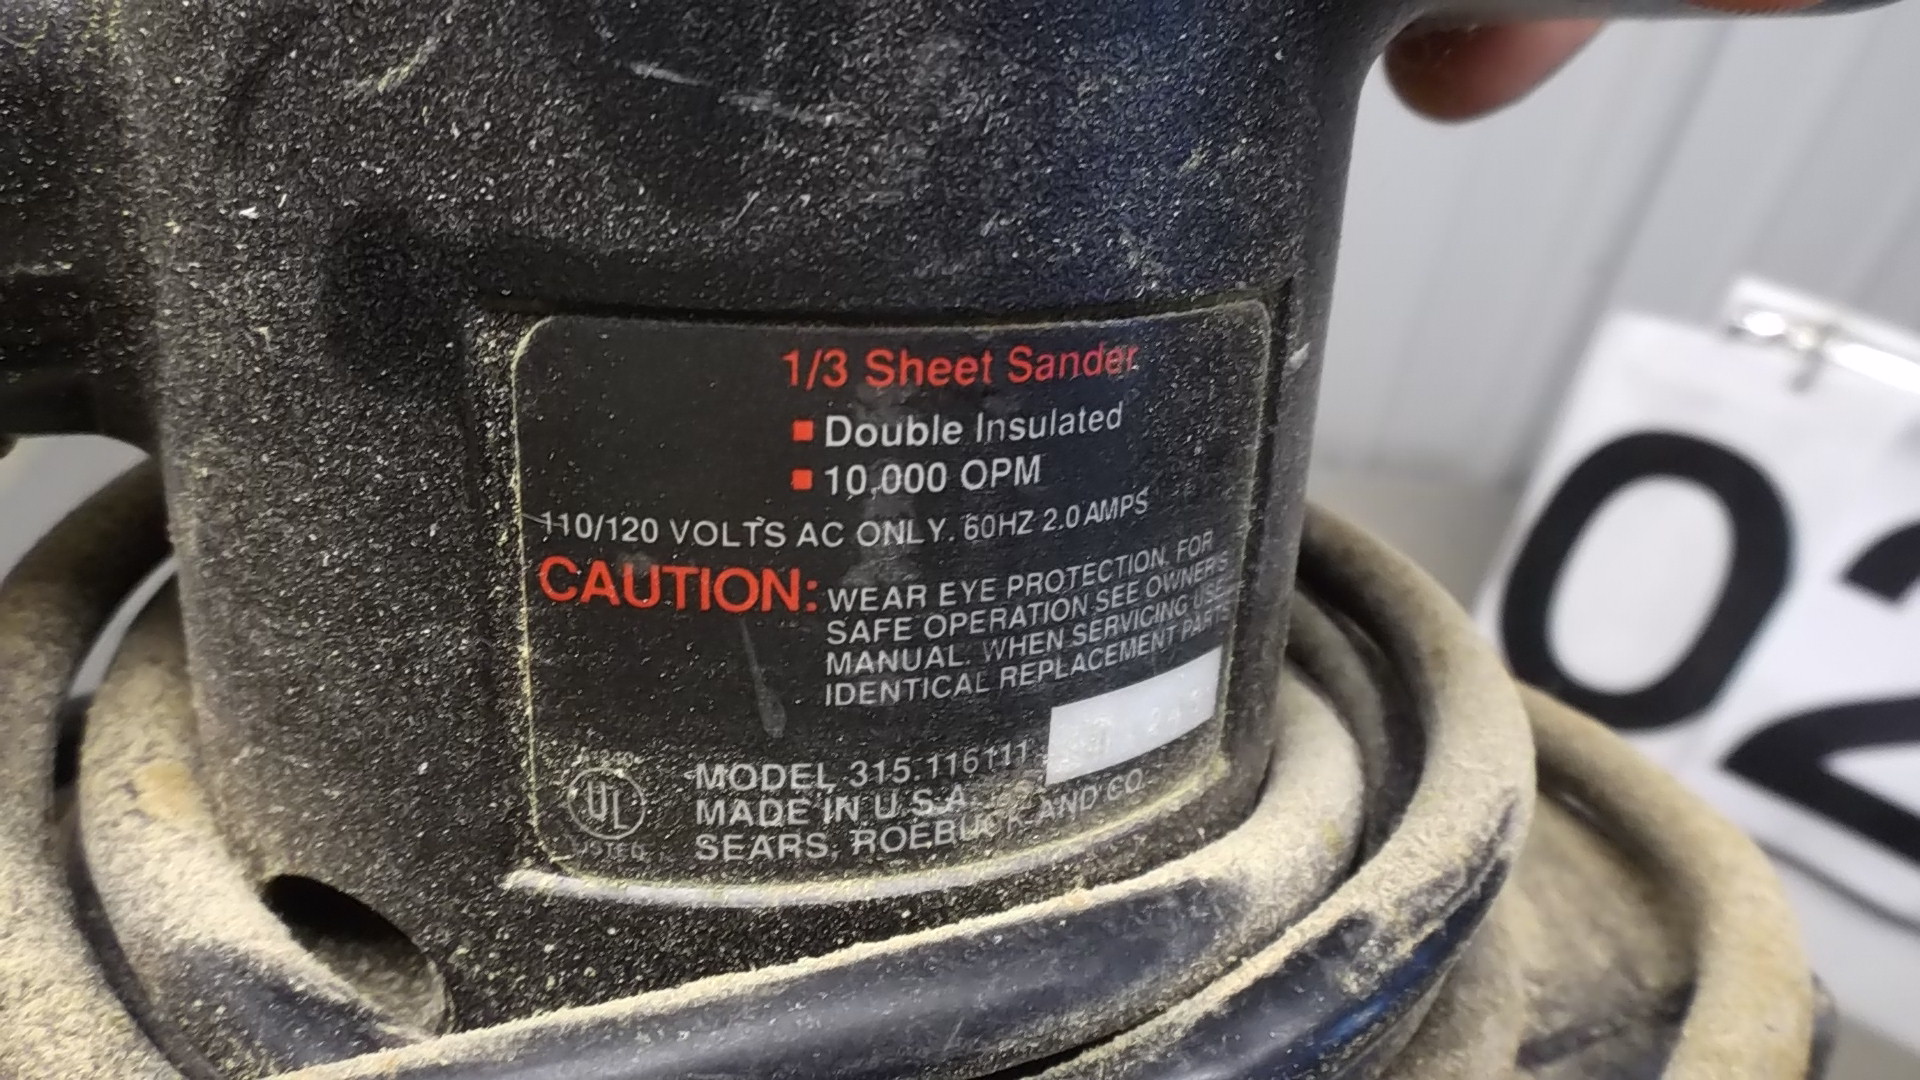 1/3 Sheet Sander
Double Insulated
10,000 OPM
110/120 VOLTS AC ONLY. 60HZ 2.0 AMPS
CAUTION: WEAR EYE PROTECTION. FOR
SAFE OPERATION SEE OWNER'S
MANUAL. WHEN SERVICING USE
IDENTICAL REPLACEMENT PARTS
MODEL 315.116111
MADE IN U.S.A.
SEARS, ROEBUCK AND CO.
UL
LISTED
02